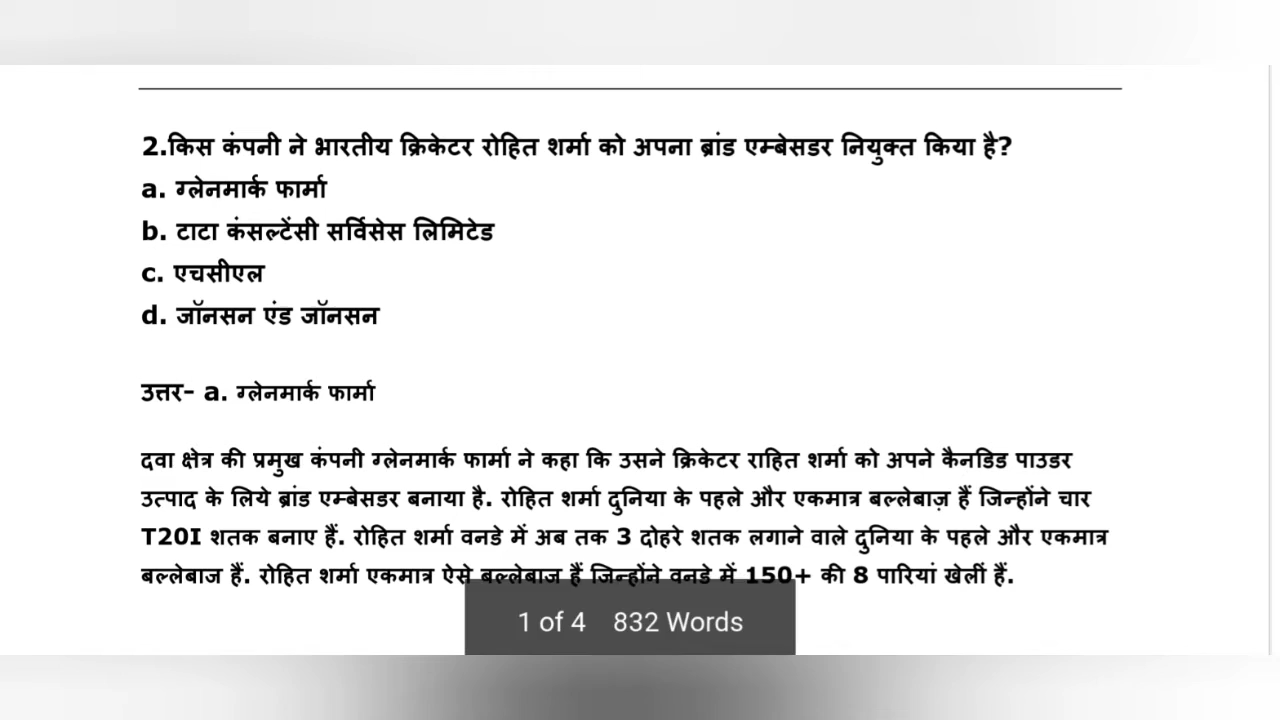 2.किस कंपनी ने भारतीय क्रिकेटर रोहित शर्मा को अपना ब्रांड एम्बेसडर नियुक्त किया है?
a. ग्लेनमार्क फार्मा
b. टाटा कंसल्टेंसी सर्विसेस लिमिटेड
c. एचसीएल
d. जॉनसन एंड जॉनसन
उत्तर- a. ग्लेनमार्क फार्मा
दवा क्षेत्र की प्रमुख कंपनी ग्लेनमार्क फार्मा ने कहा कि उसने क्रिकेटर राहित शर्मा को अपने कैनडिड पाउडर
उत्पाद के लिये ब्रांड एम्बेसडर बनाया है. रोहित शर्मा दुनिया के पहले और एकमात्र बल्लेबाज़ हैं जिन्होंने चार
T20I शतक बनाए हैं. रोहित शर्मा वनडे में अब तक 3 दोहरे शतक लगाने वाले दुनिया के पहले और एकमात्र
बल्लेबाज हैं. रोहित शर्मा एकमात्र ऐसे बल्लेबाज हैं जिन्होंने वनडे में 150+ की 8 पारियां खेलीं हैं.
1 of 4 832 Words